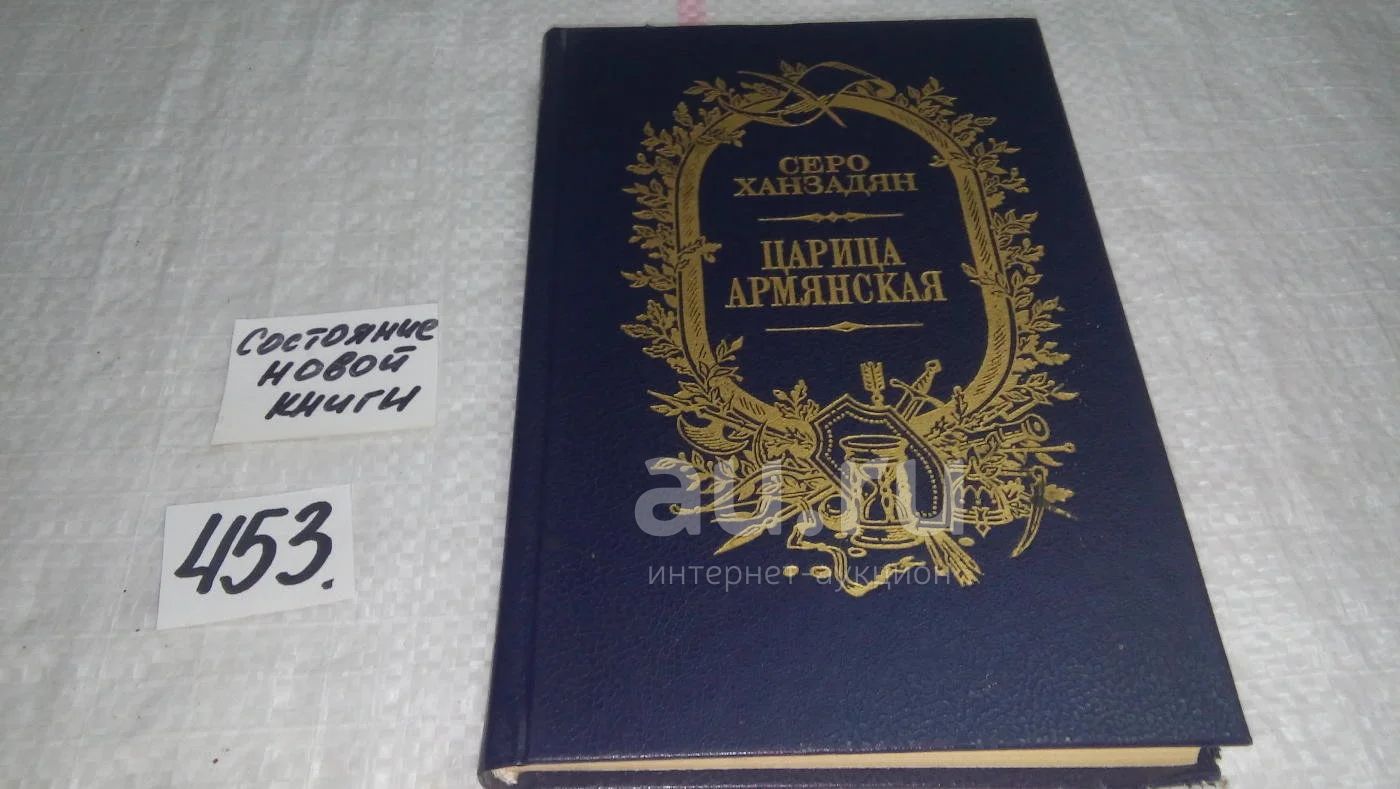 СЕРО
ХАНЗАДЯН
ЦАРИЦА
АРМЯНСКАЯ
Состояние
новой
книги
453.
au.ru
интернет-аукцион